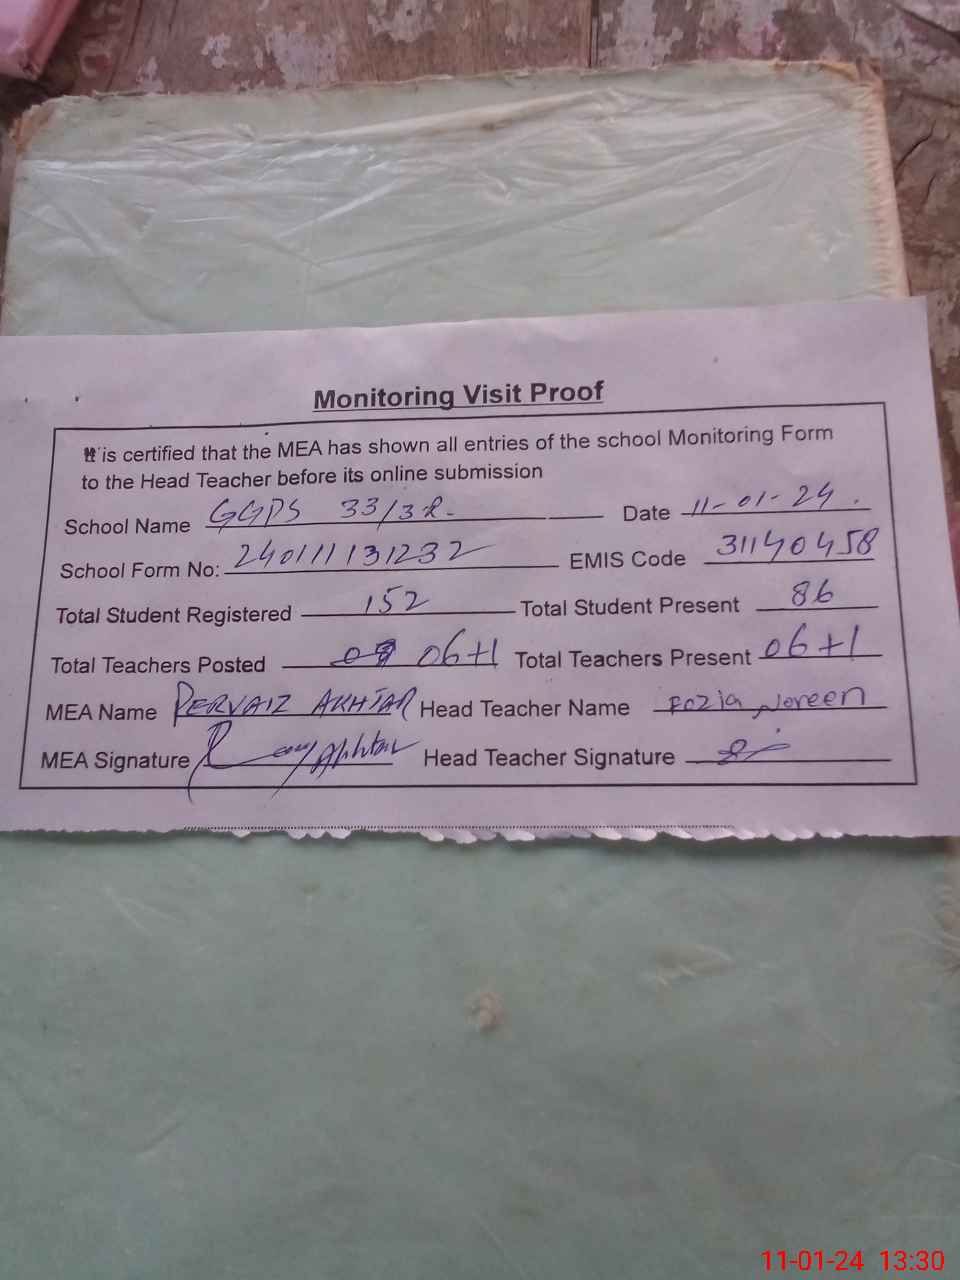 Monitoring Visit Proof
It is certified that the MEA has shown all entries of the school Monitoring Form
to the Head Teacher before its online submission
School Name GGPS 33/3R. Date 11-01-24.
School Form No: 240111131232 EMIS Code 31140458
Total Student Registered 152 Total Student Present 86
Total Teachers Posted 06+1 Total Teachers Present 06+1
MEA Name PERVAIZ AKHTAR Head Teacher Name Fozia Noreen
MEA Signature Akhtar Head Teacher Signature
11-01-24 13:30